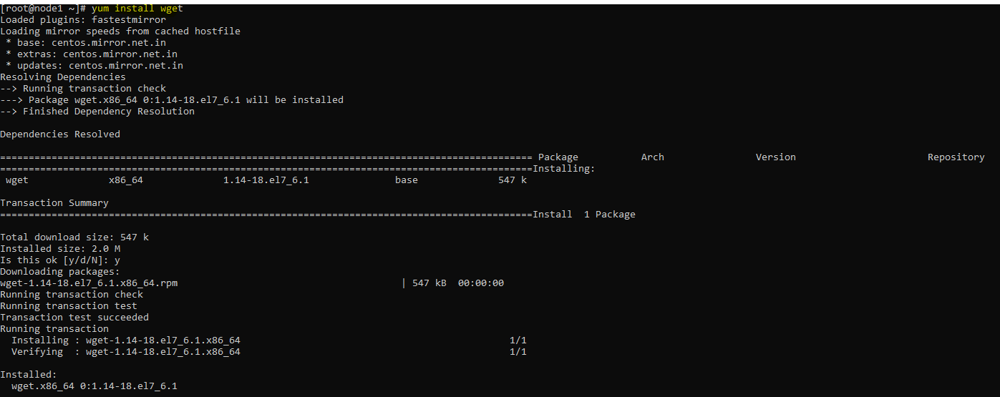 [root@node1 ~]# yum install wget
Loaded plugins: fastestmirror
Loading mirror speeds from cached hostfile
 * base: centos.mirror.net.in
 * extras: centos.mirror.net.in
 * updates: centos.mirror.net.in
Resolving Dependencies
--> Running transaction check
---> Package wget.x86_64 0:1.14-18.el7_6.1 will be installed
--> Finished Dependency Resolution

Dependencies Resolved

============================================================================================= Package           Arch                Version                       Repository
=============================================================================================Installing:
 wget              x86_64              1.14-18.el7_6.1               base              547 k

Transaction Summary
=============================================================================================Install  1 Package

Total download size: 547 k
Installed size: 2.0 M
Is this ok [y/d/N]: y
Downloading packages:
wget-1.14-18.el7_6.1.x86_64.rpm                                       | 547 kB  00:00:00
Running transaction check
Running transaction test
Transaction test succeeded
Running transaction
  Installing : wget-1.14-18.el7_6.1.x86_64                                               1/1
  Verifying  : wget-1.14-18.el7_6.1.x86_64                                               1/1

Installed:
  wget.x86_64 0:1.14-18.el7_6.1